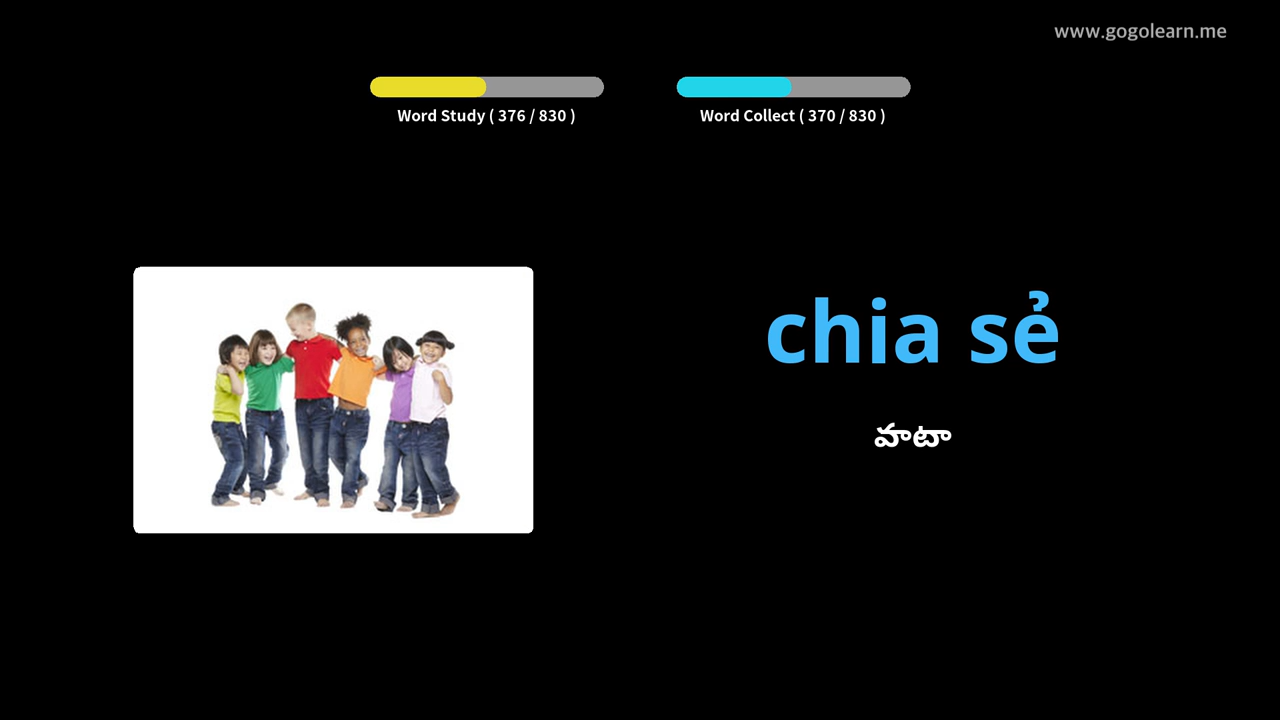 www.gogolearn.me
Word Study ( 376 / 830 )
Word Collect ( 370 / 830 )
chia sẻ
వాటా